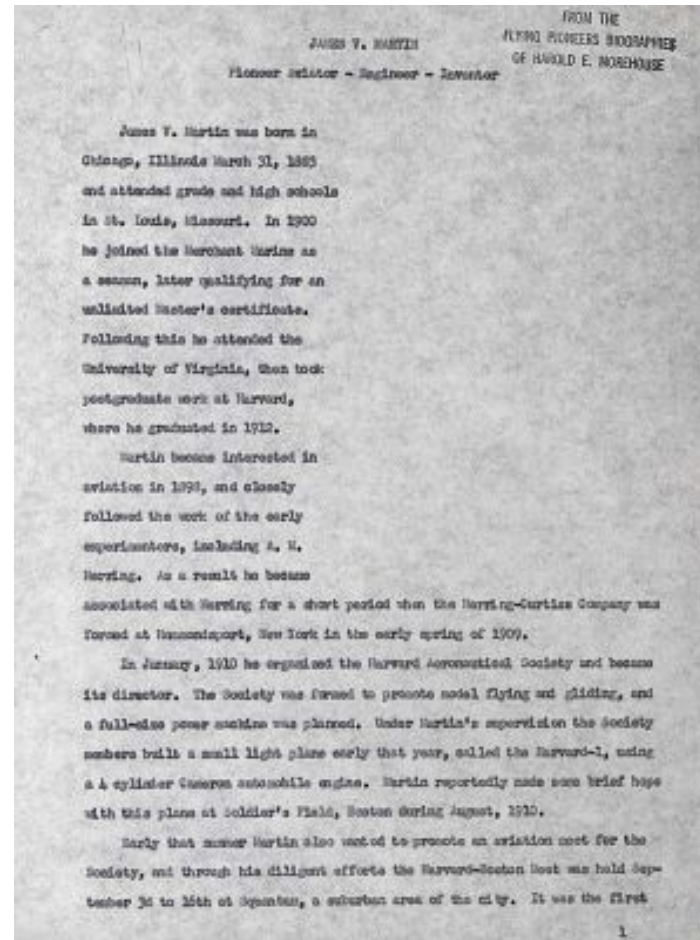 FROM THE
FLYING PIONEERS BIOGRAPHIES
OF HAROLD E. MOREHOUSE
JAMES V. MARTIN
Pioneer Aviator - Engineer - Inventor
James V. Martin was born in
Chicago, Illinois March 31, 1885
and attended grade and high schools
in St. Louis, Missouri. In 1900
he joined the Merchant Marine as
a seaman, later qualifying for an
unlimited Master's certificate.
Following this he attended the
University of Virginia, then took
postgraduate work at Harvard,
where he graduated in 1912.
Martin became interested in
aviation in 1898, and closely
followed the work of the early
experimenters, including A. M.
Herring. As a result he became
associated with Herring for a short period when the Herring-Curtiss Company was
formed at Hammondsport, New York in the early spring of 1909.
In January, 1910 he organized the Harvard Aeronautical Society and became
its director. The Society was formed to promote model flying and gliding, and
a full-size power machine was planned. Under Martin's supervision the Society
members built a small light plane early that year, called the Harvard-1, using
a 4 cylinder Cameron automobile engine. Martin reportedly made some brief hops
with this plane at Soldier's Field, Boston during August, 1910.
Early that summer Martin also wanted to promote an aviation meet for the
Society, and through his diligent efforts the Harvard-Boston Meet was held Sep-
tember 3d to 16th at Squantum, a suburban area of the city. It was the first
1